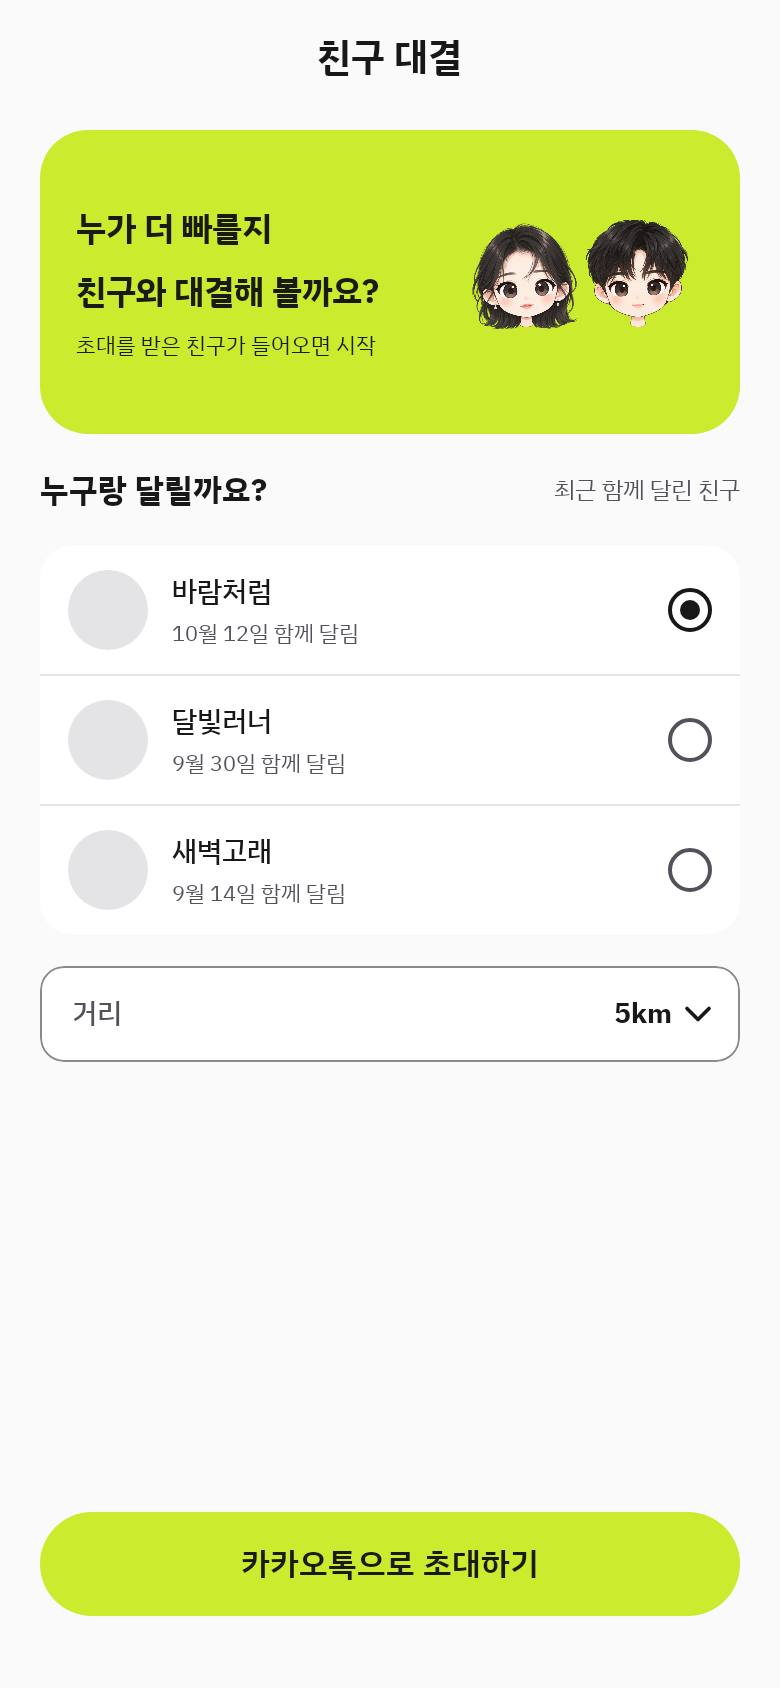 친구 대결
누가 더 빠를지
친구와 대결해 볼까요?
초대를 받은 친구가 들어오면 시작
누구랑 달릴까요?
최근 함께 달린 친구
바람처럼
10월 12일 함께 달림
달빛러너
9월 30일 함께 달림
새벽고래
9월 14일 함께 달림
거리
5km
카카오톡으로 초대하기